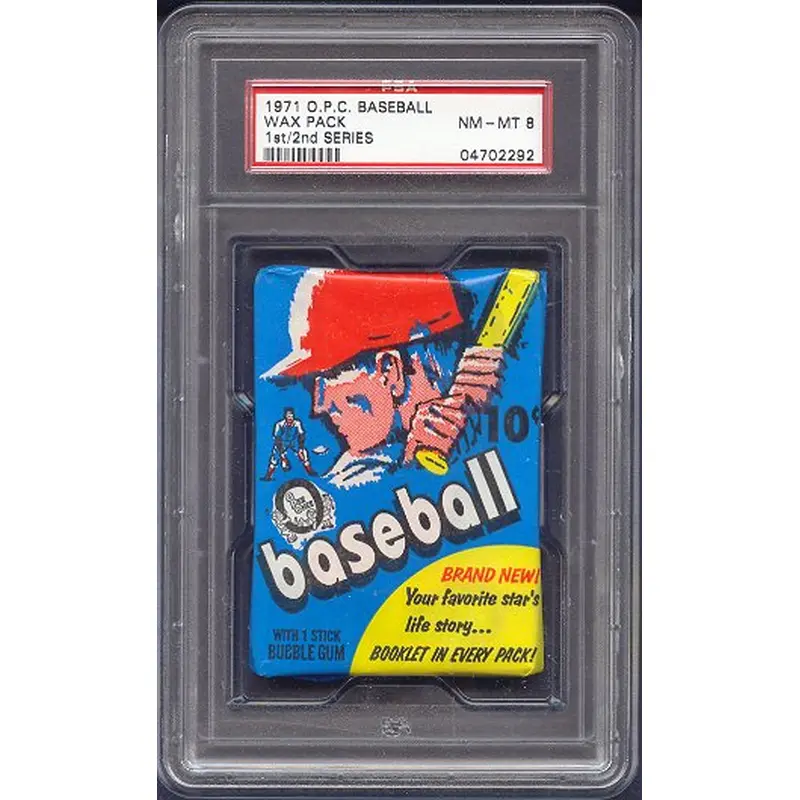 PSA
1971 O.P.C. BASEBALL
WAX PACK
NM – MT 8
1st/2nd SERIES
04702292
10¢
baseball
BRAND NEW!
Your favorite star's
life story...
BOOKLET IN EVERY PACK!
WITH 1 STICK
BUBBLE GUM